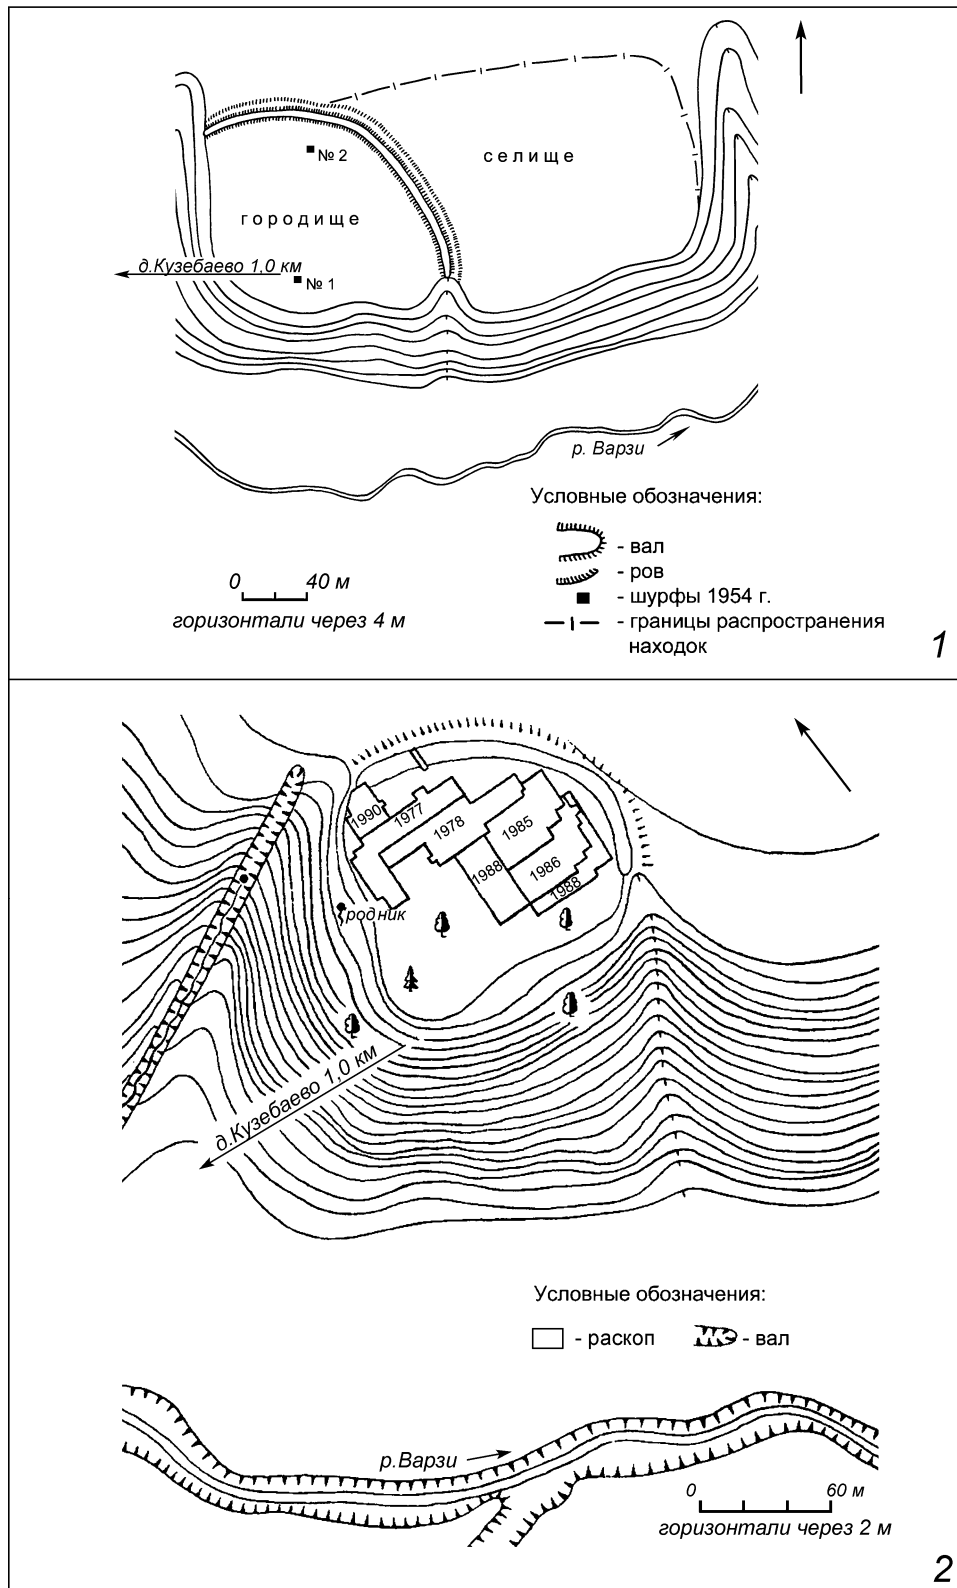 № 2
селище
городище
д.Кузебаево 1,0 км
№ 1
р. Варзи
Условные обозначения:
- вал
- ров
0 40 м
- шурфы 1954 г.
горизонтали через 4 м
- границы распространения
находок
1
1990
1977
1978
1985
1988
1986
1988
родник
д.Кузебаево 1,0 км
Условные обозначения:
- раскоп
- вал
р.Варзи
0 60 м
горизонтали через 2 м
2